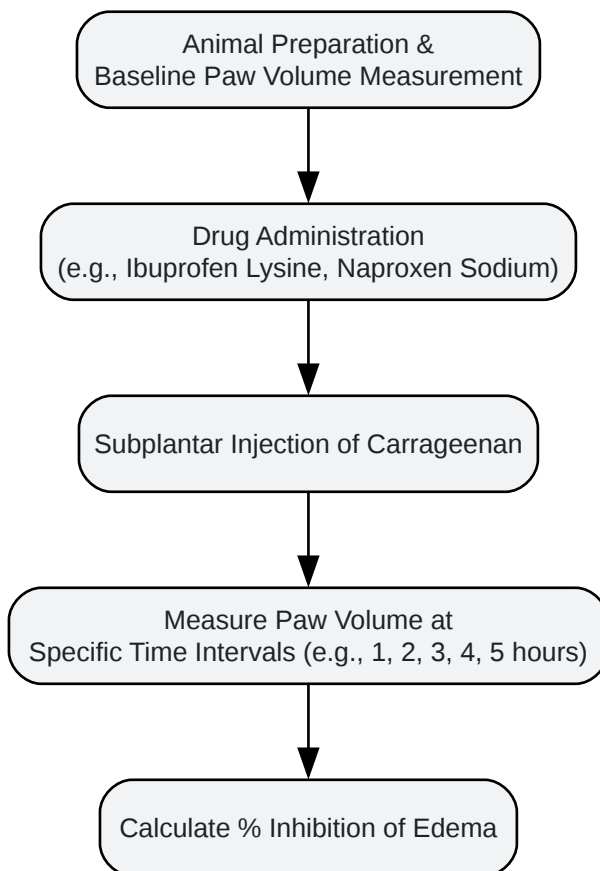 Animal Preparation &
Baseline Paw Volume Measurement
Drug Administration
(e.g., Ibuprofen Lysine, Naproxen Sodium)
Subplantar Injection of Carrageenan
Measure Paw Volume at
Specific Time Intervals (e.g., 1, 2, 3, 4, 5 hours)
Calculate % Inhibition of Edema